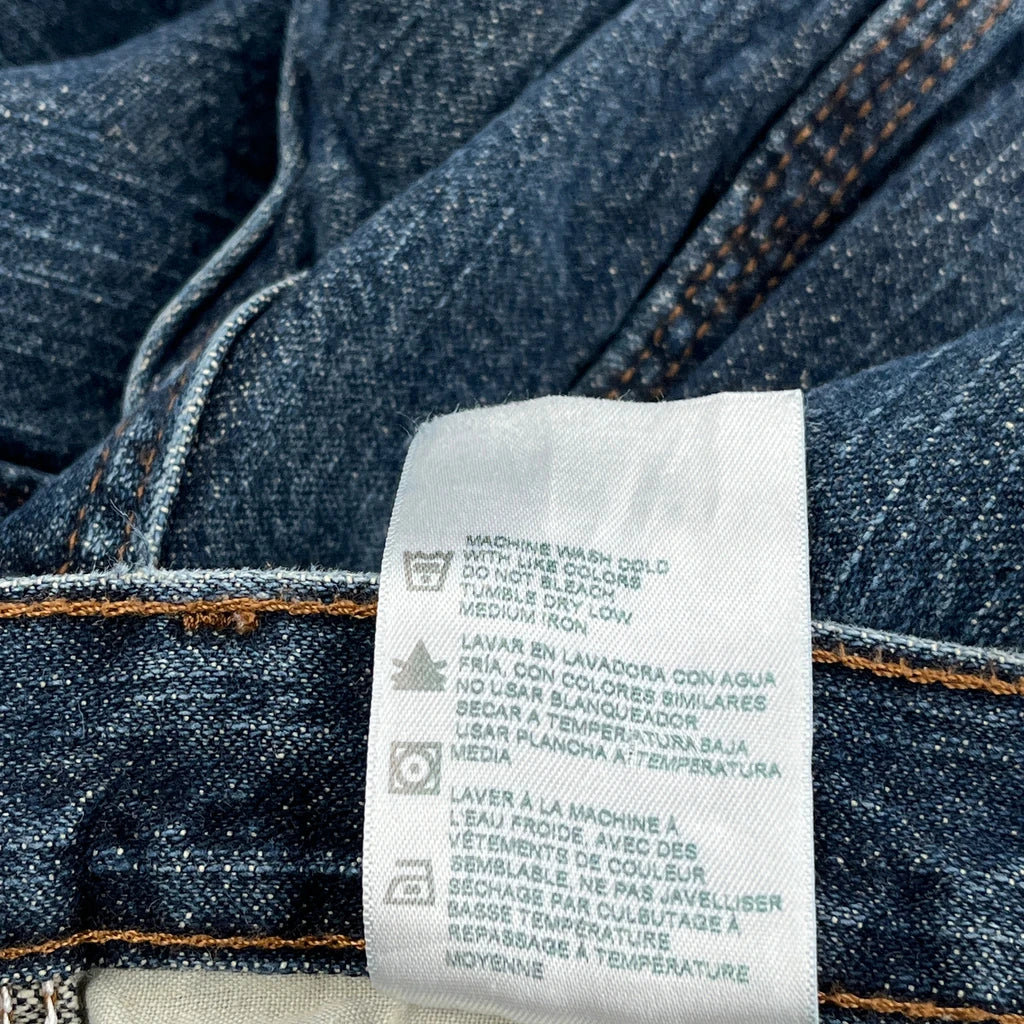 MACHINE WASH COLD
WITH LIKE COLORS
DO NOT BLEACH
TUMBLE DRY LOW
MEDIUM IRON
LAVAR EN LAVADORA CON AGUA
FRÍA, CON COLORES SIMILARES
NO USAR BLANQUEADOR
SECAR A TEMPERATURA BAJA
USAR PLANCHA A TEMPERATURA
MEDIA
LAVER À LA MACHINE À
L'EAU FROIDE, AVEC DES
VÊTEMENTS DE COULEUR
SEMBLABLE, NE PAS JAVELLISER
SÉCHAGE PAR CULBUTAGE À
BASSE TEMPÉRATURE
REPASSAGE À TEMPÉRATURE
MOYENNE